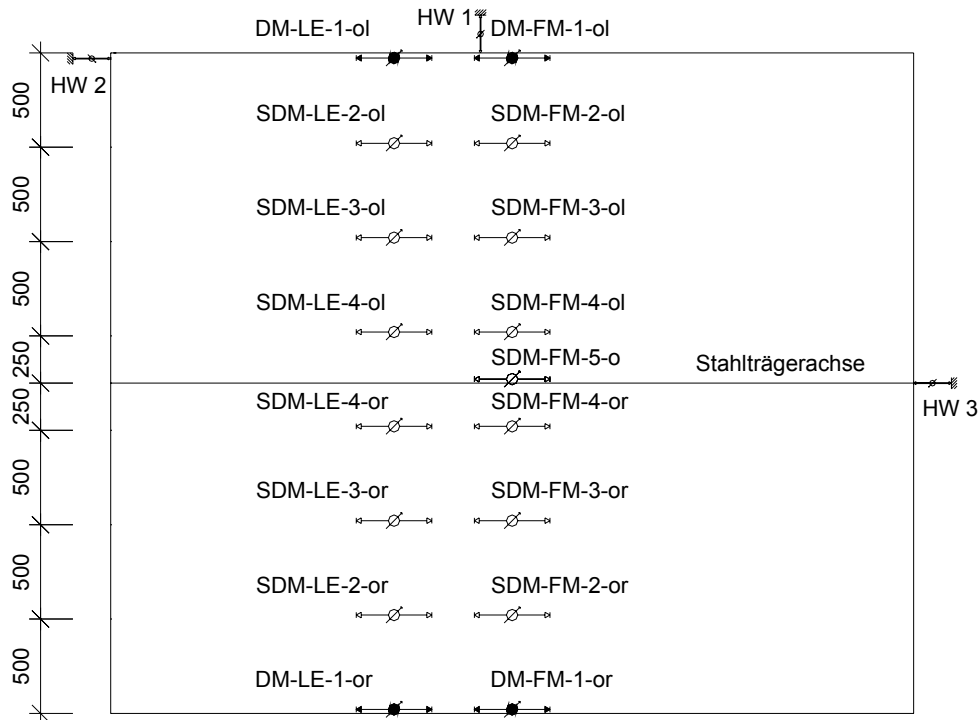 HW 1
DM-LE-1-ol
DM-FM-1-ol
HW 2
500
SDM-LE-2-ol
SDM-FM-2-ol
500
SDM-LE-3-ol
SDM-FM-3-ol
500
SDM-LE-4-ol
SDM-FM-4-ol
250
SDM-FM-5-o
Stahlträgerachse
HW 3
250
SDM-LE-4-or
SDM-FM-4-or
500
SDM-LE-3-or
SDM-FM-3-or
500
SDM-LE-2-or
SDM-FM-2-or
500
DM-LE-1-or
DM-FM-1-or